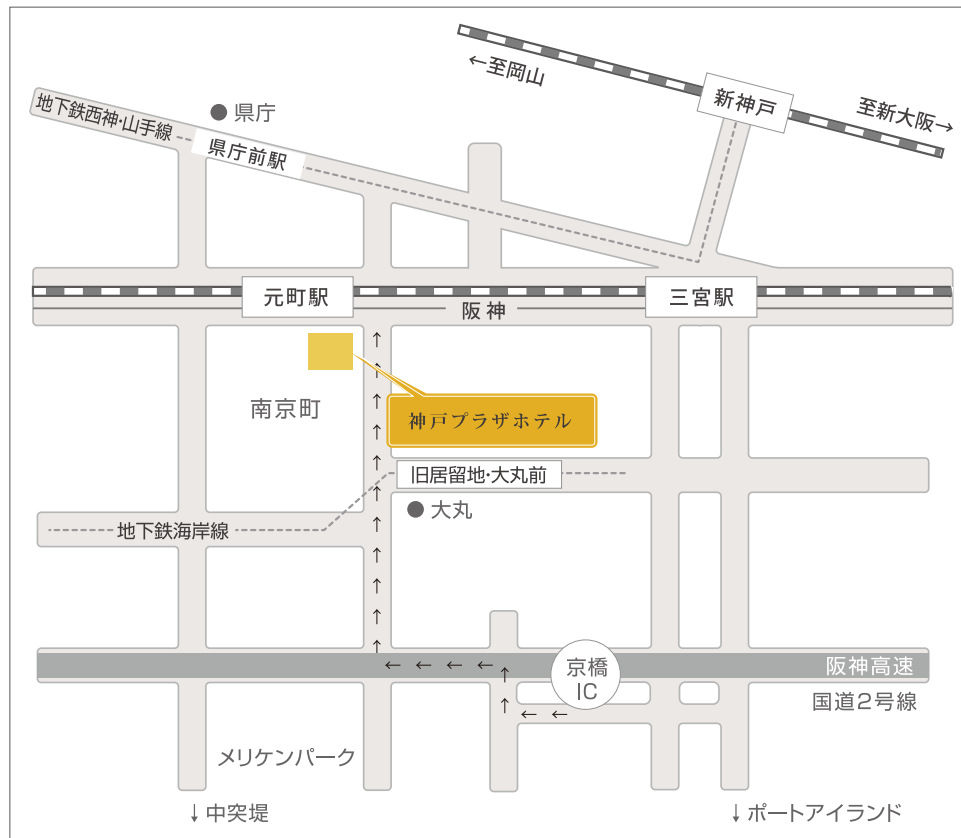 ←至岡山
新神戸
至新大阪→
地下鉄西神・山手線
県庁
県庁前駅
元町駅
三宮駅
阪神
南京町
神戸プラザホテル
旧居留地・大丸前
大丸
地下鉄海岸線
京橋
IC
阪神高速
国道2号線
メリケンパーク
↓中突堤
↓ポートアイランド